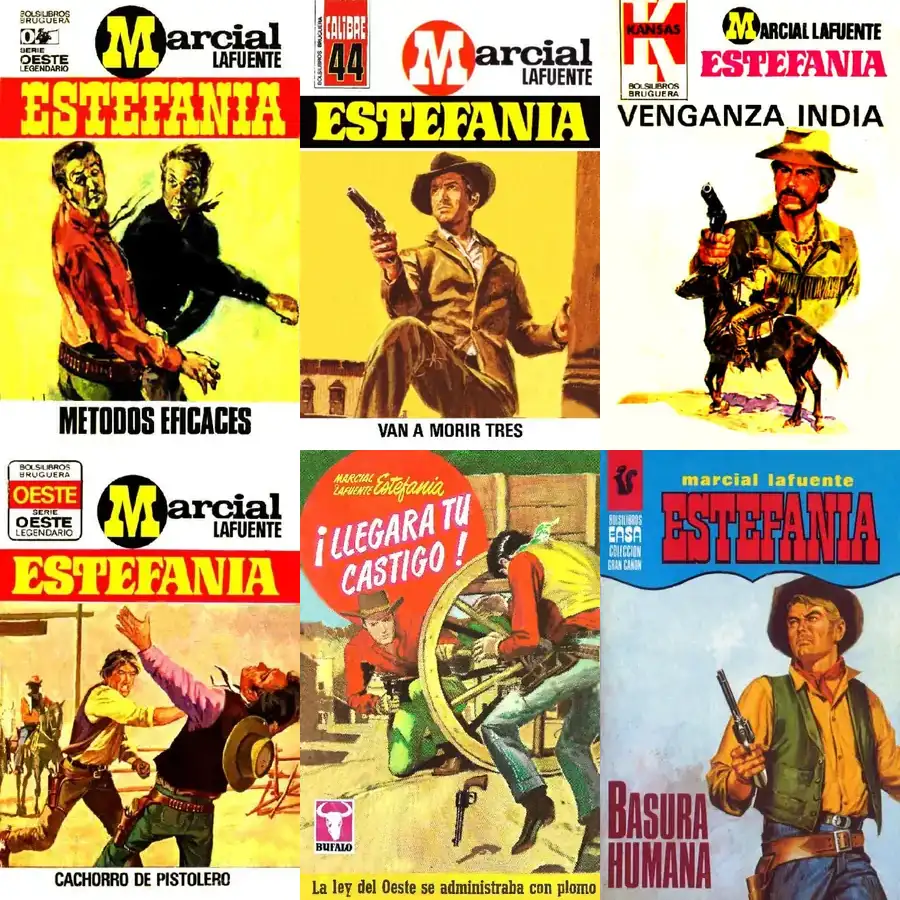 BOLSILIBROS
BRUGUERA
SERIE
OESTE
LEGENDARIO
Marcial
LAFUENTE
ESTEFANIA
METODOS EFICACES
BOLSILIBROS BRUGUERA
CALIBRE
44
Marcial
LAFUENTE
ESTEFANIA
VAN A MORIR TRES
K
KANSAS
BOLSILIBROS
BRUGUERA
MARCIAL LAFUENTE
ESTEFANIA
VENGANZA INDIA
BOLSILIBROS
BRUGUERA
OESTE
SERIE
OESTE
LEGENDARIO
Marcial
LAFUENTE
ESTEFANIA
CACHORRO DE PISTOLERO
MARCIAL
LAFUENTE Estefanía
¡LLEGARA TU
CASTIGO!
BUFALO
La ley del Oeste se administraba con plomo
marcial lafuente
ESTEFANIA
BOLSILIBROS
EASA
COLECCION
GRAN CAÑON
BASURA
HUMANA